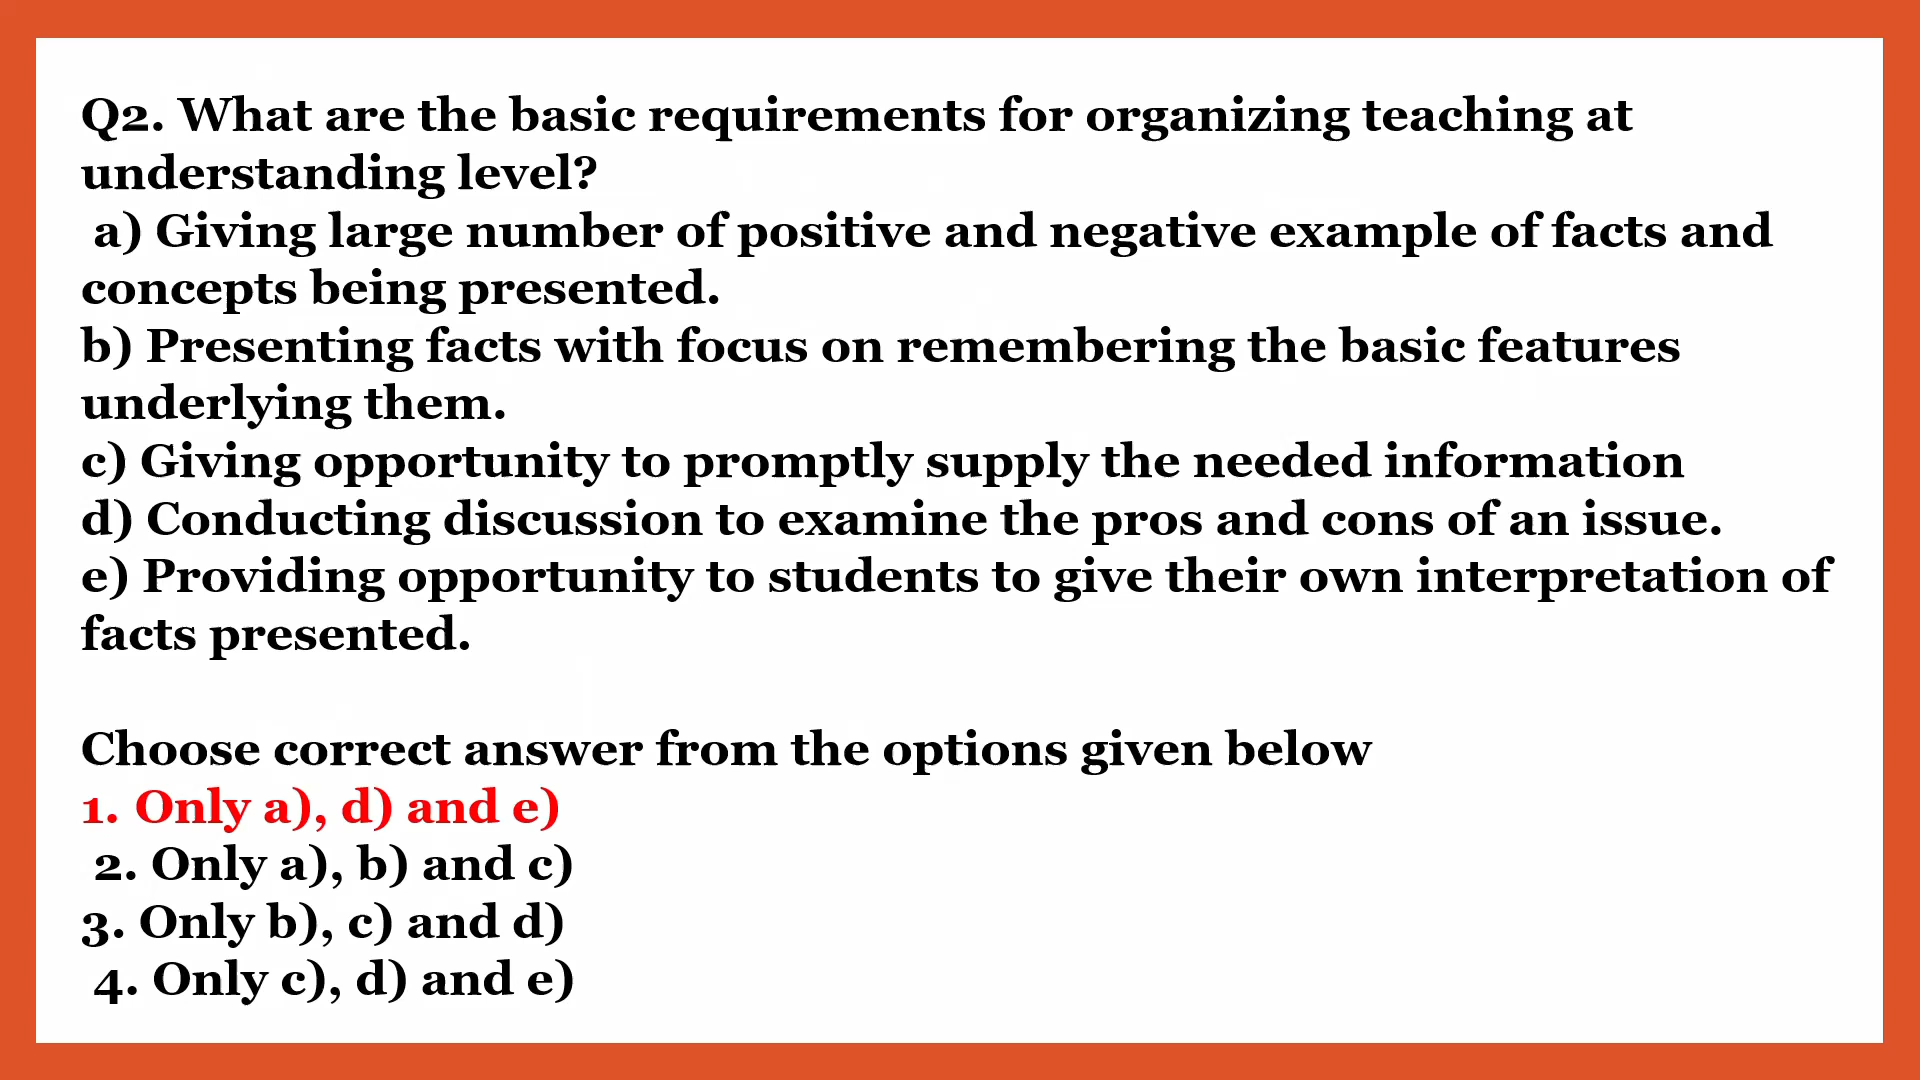 Q2. What are the basic requirements for organizing teaching at
understanding level?
a) Giving large number of positive and negative example of facts and
concepts being presented.
b) Presenting facts with focus on remembering the basic features
underlying them.
c) Giving opportunity to promptly supply the needed information
d) Conducting discussion to examine the pros and cons of an issue.
e) Providing opportunity to students to give their own interpretation of
facts presented.
Choose correct answer from the options given below
1. Only a), d) and e)
2. Only a), b) and c)
3. Only b), c) and d)
4. Only c), d) and e)